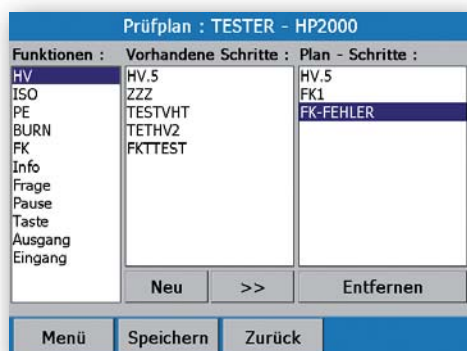 Prüfplan : TESTER - HP2000
Funktionen :
HV
ISO
PE
BURN
FK
Info
Frage
Pause
Taste
Ausgang
Eingang
Vorhandene Schritte :
HV.5
ZZZ
TESTVHT
TETHV2
FKTTEST
Plan - Schritte :
HV.5
FK1
FK-FEHLER
Neu
>>
Entfernen
Menü
Speichern
Zurück